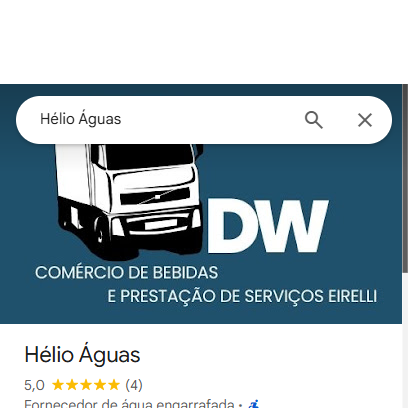 Hélio Águas
DW
COMÉRCIO DE BEBIDAS
E PRESTAÇÃO DE SERVIÇOS EIRELLI
Hélio Águas
5,0 (4)
Fornecedor de água engarrafada ·